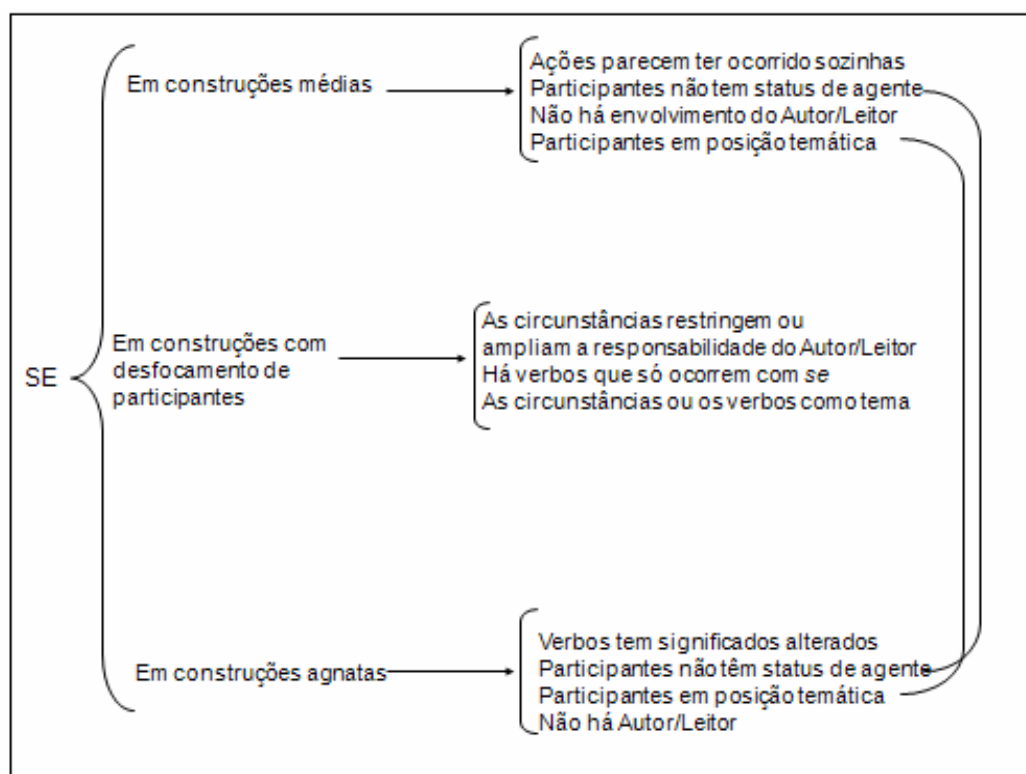 Em construções médias
Ações parecem ter ocorrido sozinhas
Participantes não tem status de agente
Não há envolvimento do Autor/Leitor
Participantes em posição temática
SE
Em construções com
desfocamento de
participantes
As circunstâncias restringem ou
ampliam a responsabilidade do Autor/Leitor
Há verbos que só ocorrem com se
As circunstâncias ou os verbos como tema
Em construções agnatas
Verbos tem significados alterados
Participantes não têm status de agente
Participantes em posição temática
Não há Autor/Leitor